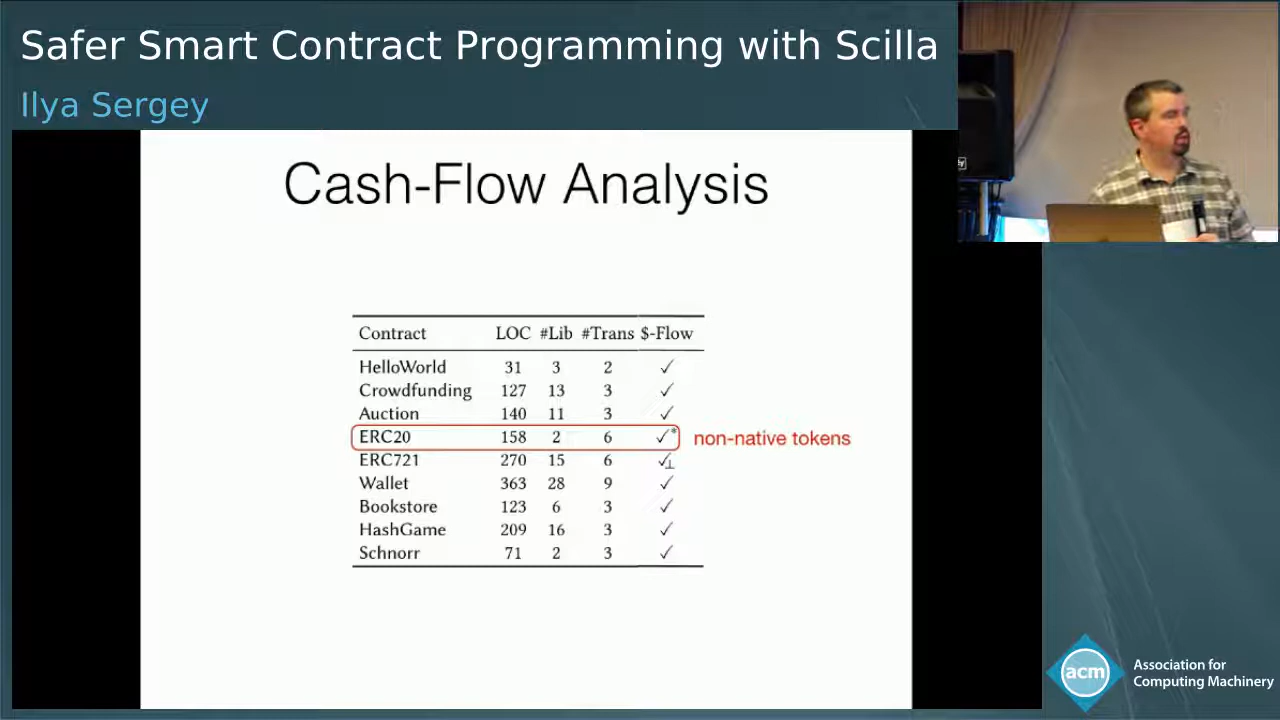 Safer Smart Contract Programming with Scilla
Ilya Sergey
Cash-Flow Analysis
Contract LOC #Lib #Trans $-Flow
HelloWorld 31 3 2 ✓
Crowdfunding 127 13 3 ✓
Auction 140 11 3 ✓
ERC20 158 2 6 ✓* non-native tokens
ERC721 270 15 6 ✓⊥
Wallet 363 28 9 ✓
Bookstore 123 6 3 ✓
HashGame 209 16 3 ✓
Schnorr 71 2 3 ✓
acm
Association for
Computing Machinery